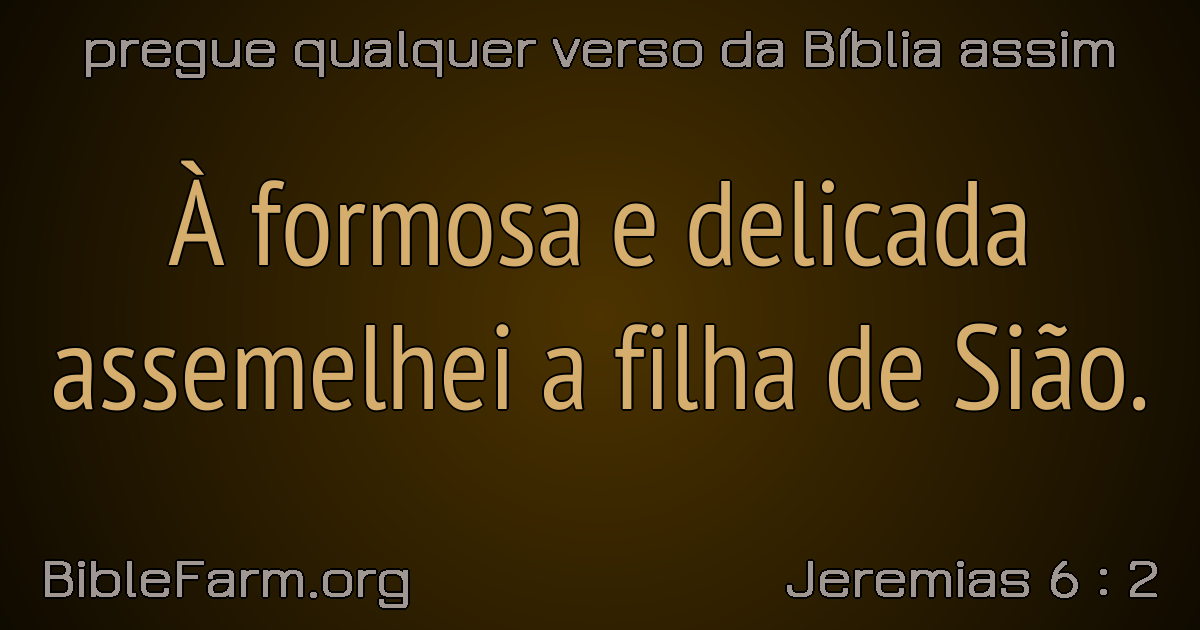 pregue qualquer verso da Bíblia assim
À formosa e delicada
assemelhei a filha de Sião.
BibleFarm.org
Jeremias 6 : 2